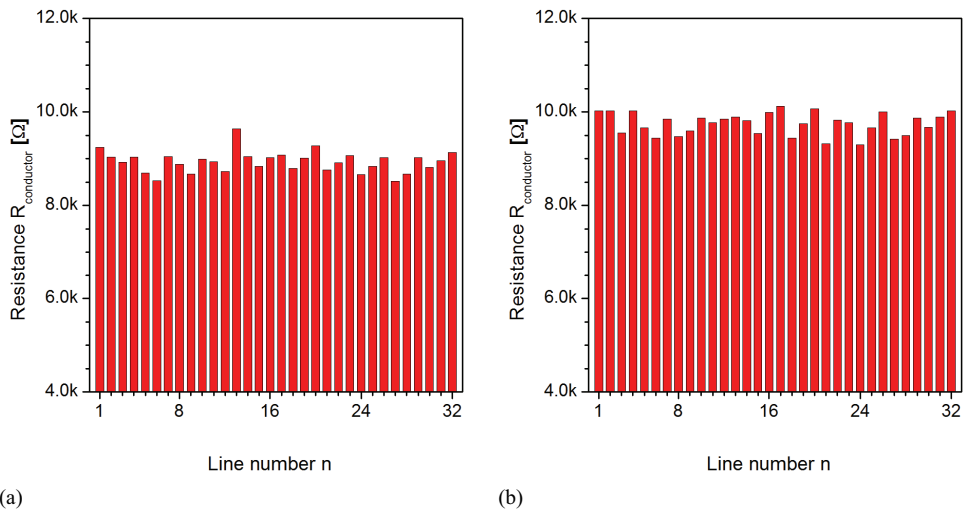 12.0k
10.0k
8.0k
6.0k
4.0k
Resistance R_conductor [Ω]
1 8 16 24 32
Line number n
(a)
12.0k
10.0k
8.0k
6.0k
4.0k
Resistance R_conductor [Ω]
1 8 16 24 32
Line number n
(b)